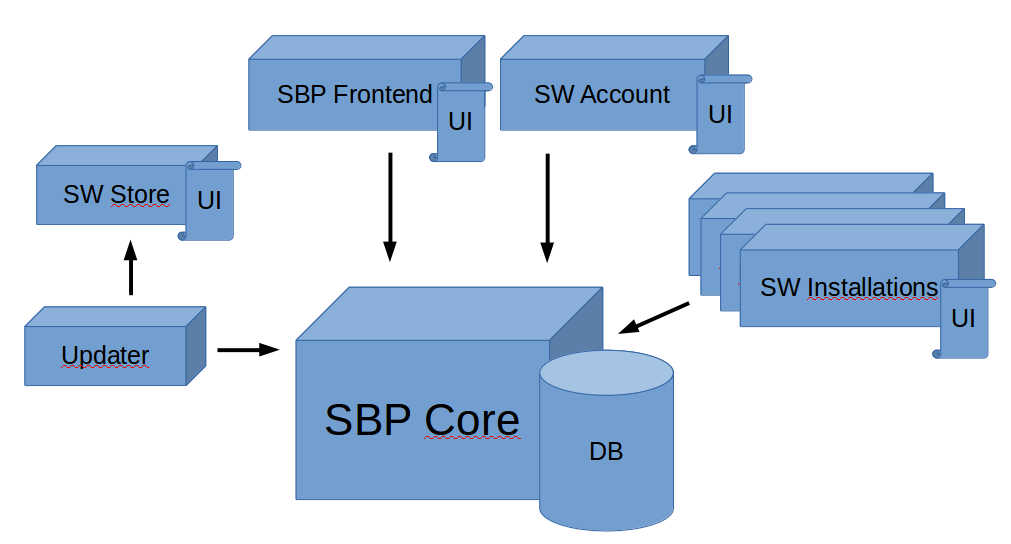 SBP Frontend
UI
SW Account
UI
SW Store
UI
SW Installations
UI
Updater
SBP Core
DB